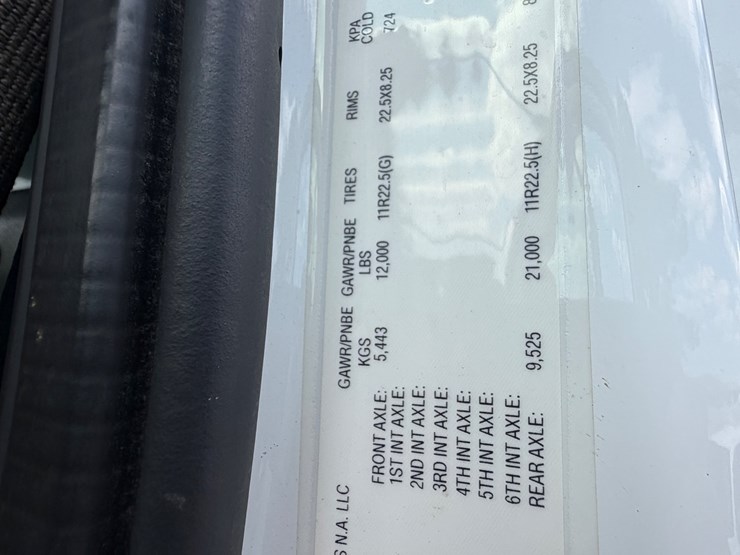 S N.A. LLC
GAWR/PNBE GAWR/PNBE TIRES RIMS KPA
KGS LBS COLD
FRONT AXLE: 5,443 12,000 11R22.5(G) 22.5X8.25 724
1ST INT AXLE:
2ND INT AXLE:
3RD INT AXLE:
4TH INT AXLE:
5TH INT AXLE:
6TH INT AXLE:
REAR AXLE: 9,525 21,000 11R22.5(H) 22.5X8.25